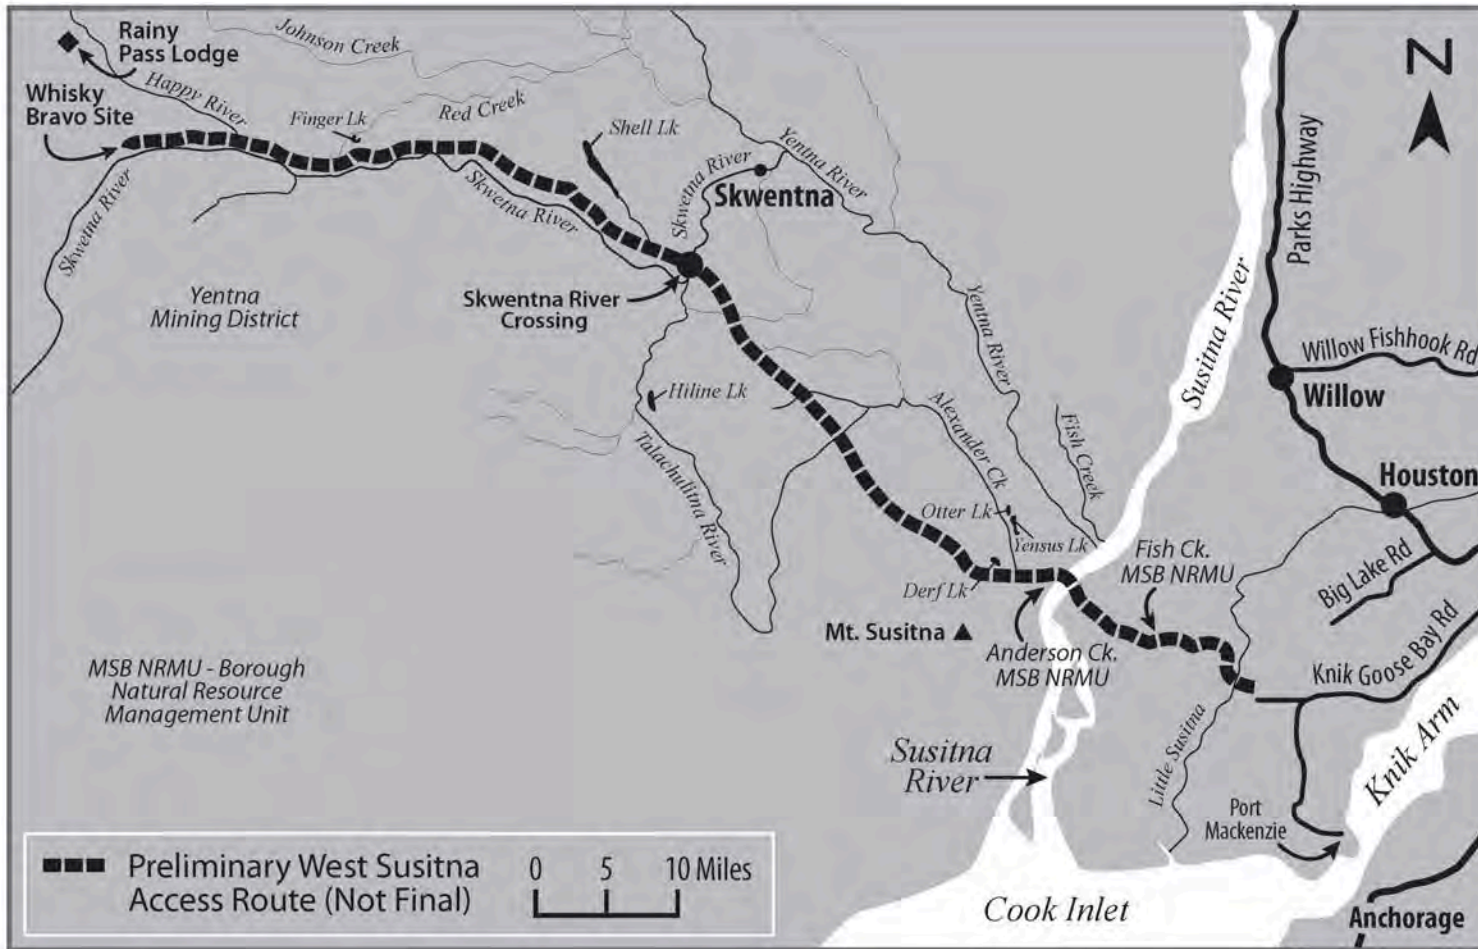 Rainy
Pass Lodge
Johnson Creek
N
Whisky
Bravo Site
Happy River
Finger Lk
Red Creek
Shell Lk
Yentna River
Parks Highway
Skwetna River
Skwentna
Skwetna River
Skwetna River
Yentna
Mining District
Skwentna River
Crossing
Yentna River
Susitna River
Willow Fishhook Rd
Willow
Hiline Lk
Alexander Ck
Fish Creek
Talachulitna River
Houston
Otter Lk
Yensus Lk
Fish Ck.
MSB NRMU
Big Lake Rd
Derf Lk
Mt. Susitna
Anderson Ck.
MSB NRMU
Knik Goose Bay Rd
MSB NRMU - Borough
Natural Resource
Management Unit
Susitna
River
Little Susitna
Knik Arm
Port
Mackenzie
Preliminary West Susitna
Access Route (Not Final)
0 5 10 Miles
Cook Inlet
Anchorage